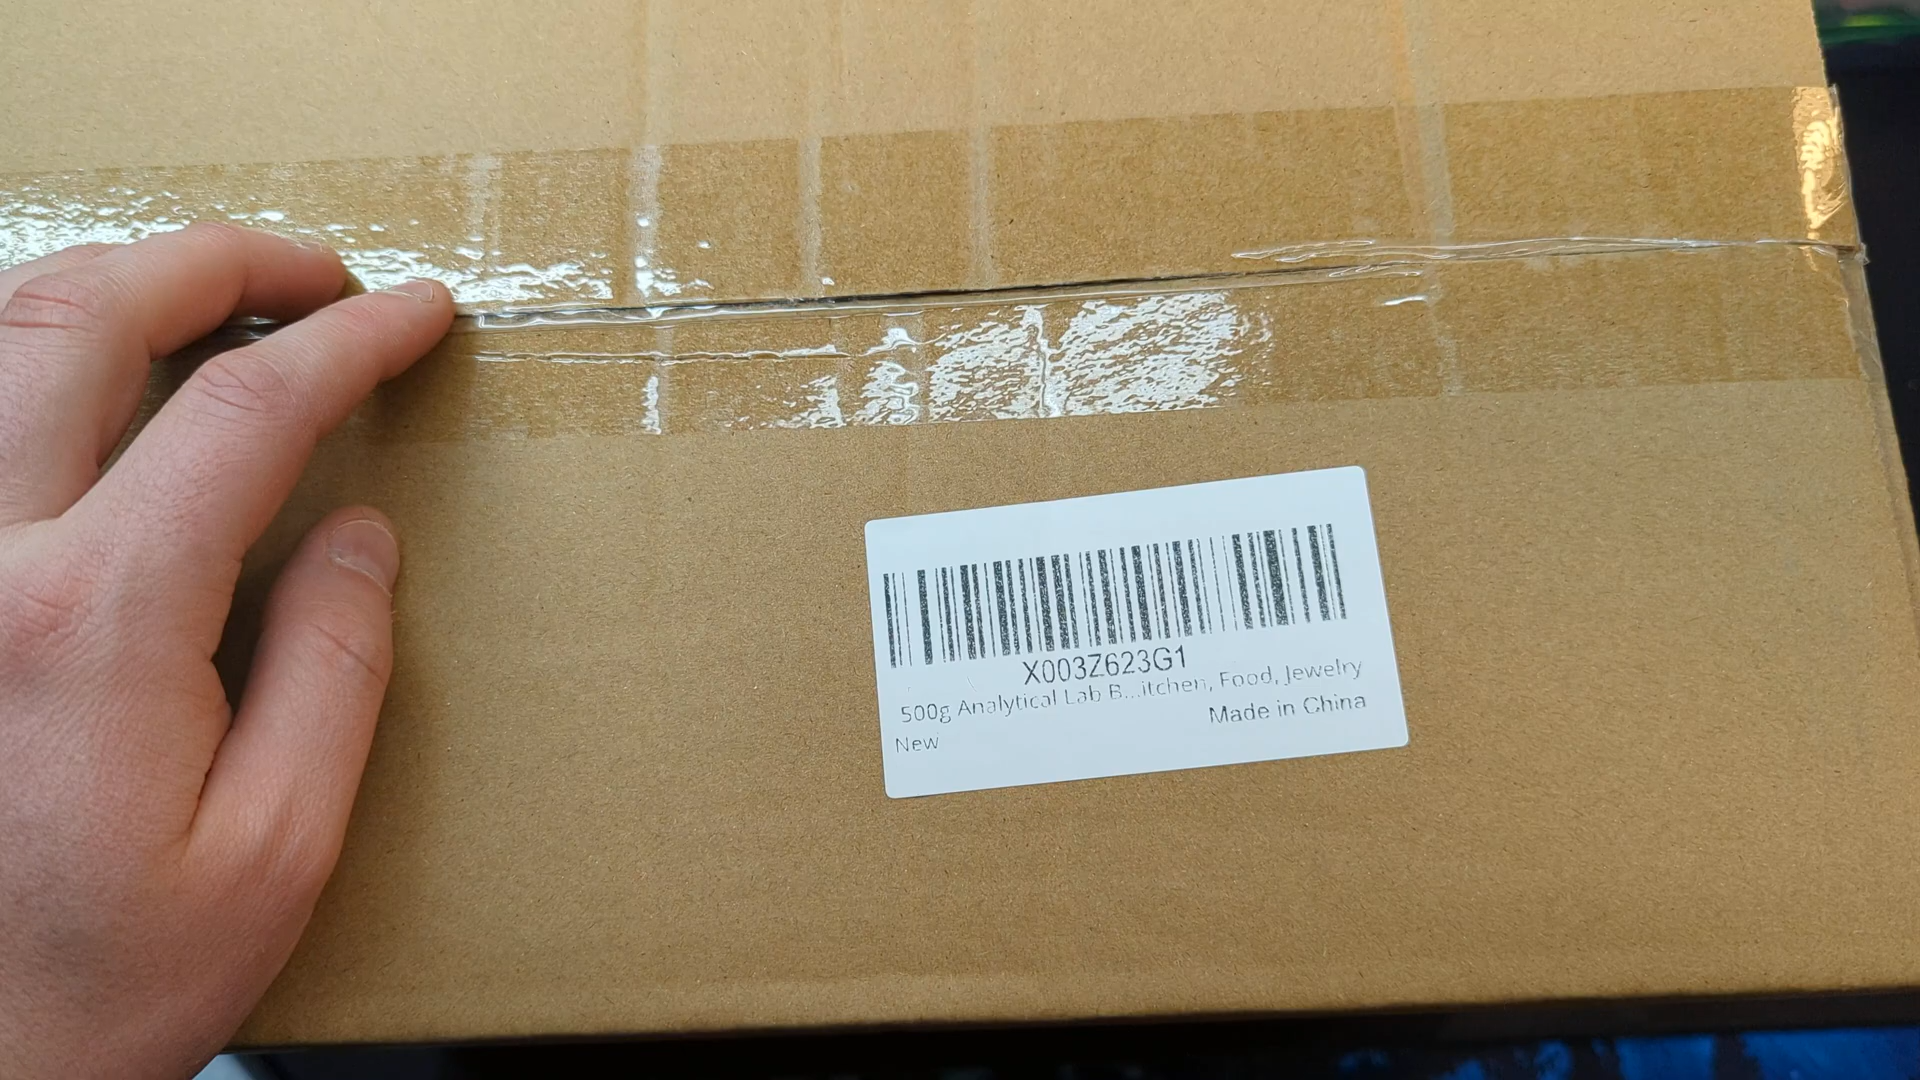 X003Z623G1
500g Analytical Lab B...itchen, Food, Jewelry
Made in China
New